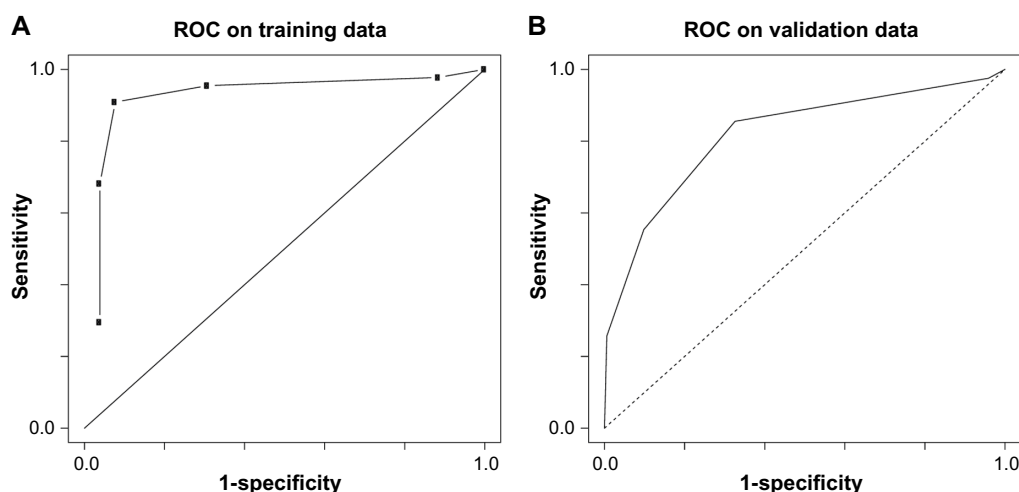 A
ROC on training data
1.0
Sensitivity
0.0
0.0
1.0
1-specificity
B
ROC on validation data
1.0
Sensitivity
0.0
0.0
1.0
1-specificity